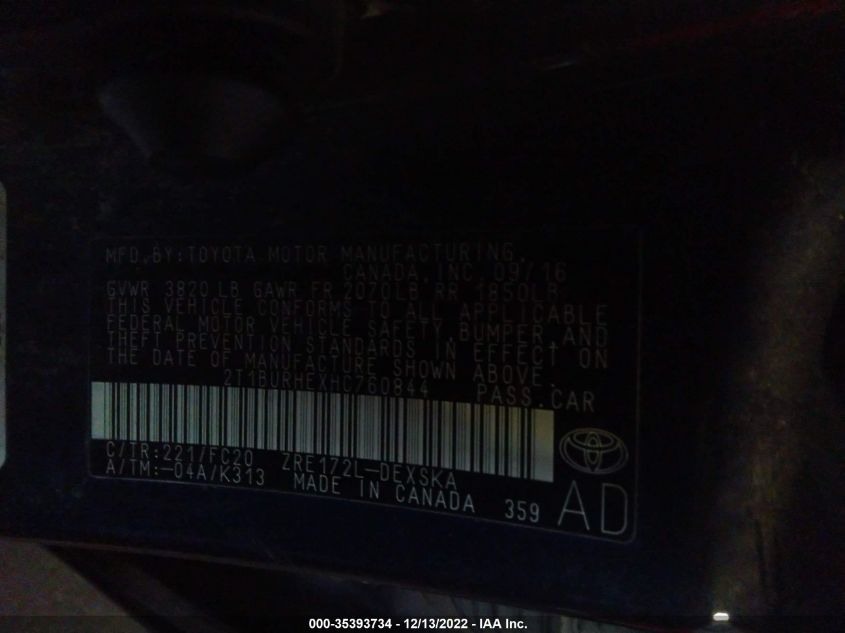 MFD.BY:TOYOTA MOTOR MANUFACTURING,
CANADA,INC.09/16
GVWR 3820 LB GAWR FR 2070LB RR 1850LB
THIS VEHICLE CONFORMS TO ALL APPLICABLE
FEDERAL MOTOR VEHICLE SAFETY,BUMPER,AND
THEFT PREVENTION STANDARDS IN EFFECT ON
THE DATE OF MANUFACTURE SHOWN ABOVE.
2T1BURHEXHC760844 PASS.CAR
C/TR:221/FC20 ZRE172L-DEXSKA
A/TM:-04A/K313 MADE IN CANADA 359 AD
000-35393734 - 12/13/2022 - IAA Inc.